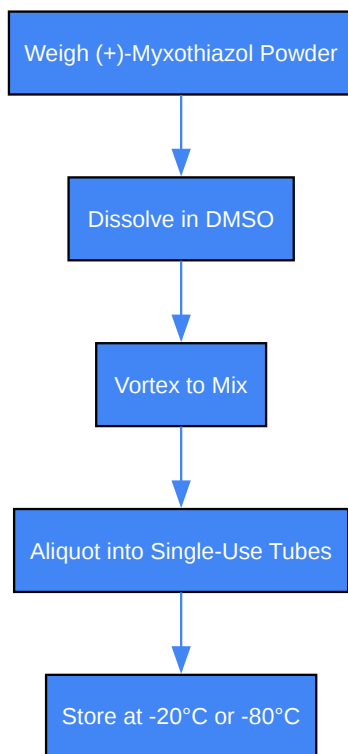 Weigh (+)-Myxothiazol Powder
Dissolve in DMSO
Vortex to Mix
Aliquot into Single-Use Tubes
Store at -20°C or -80°C